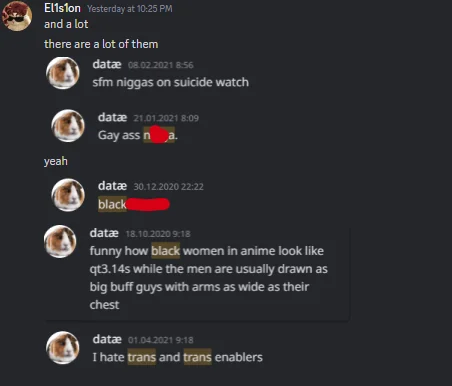 El1s1on Yesterday at 10:25 PM
and a lot
there are a lot of them
datæ 08.02.2021 8:56
sfm niggas on suicide watch
datæ 21.01.2021 8:09
Gay ass n a.
yeah
datæ 30.12.2020 22:22
black
datæ 18.10.2020 9:18
funny how black women in anime look like
qt3.14s while the men are usually drawn as
big buff guys with arms as wide as their
chest
datæ 01.04.2021 9:18
I hate trans and trans enablers